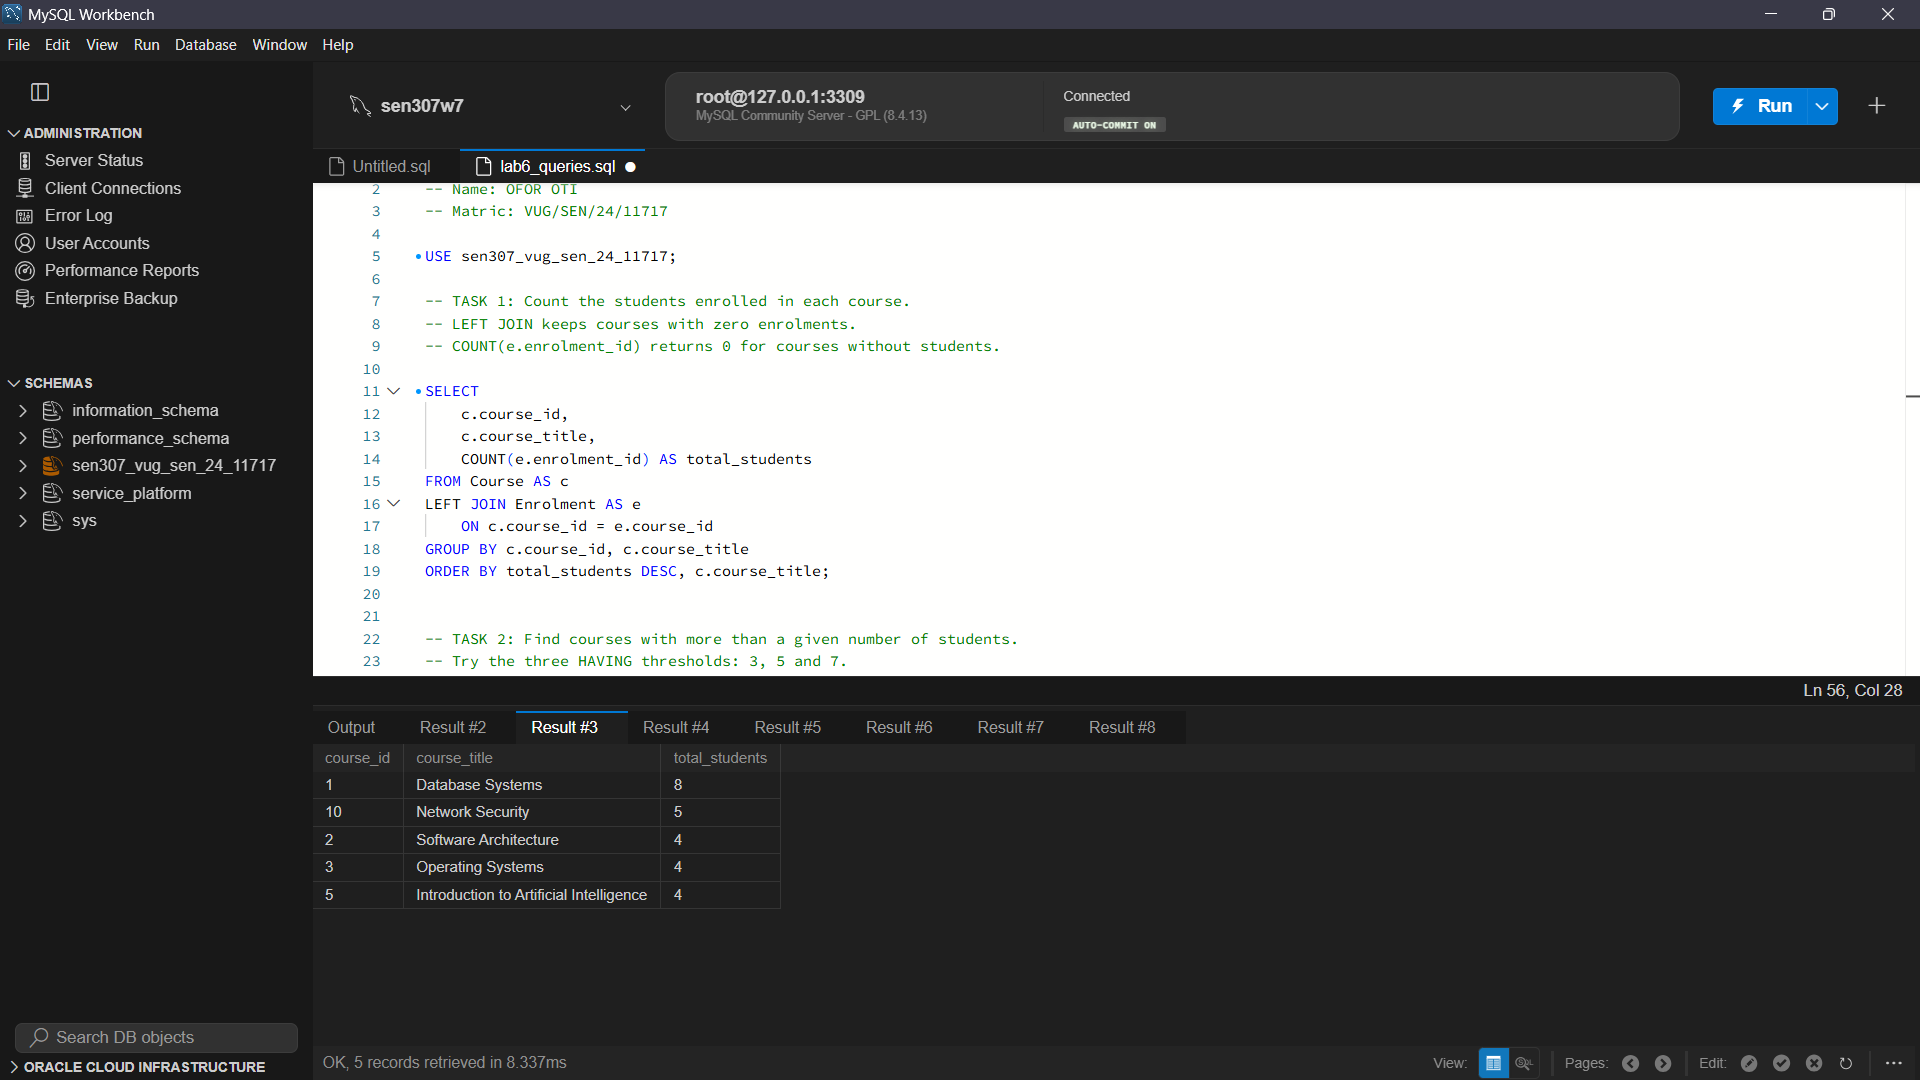 MySQL Workbench
File Edit View Run Database Window Help
sen307w7
root@127.0.0.1:3309
MySQL Community Server - GPL (8.4.13)
Connected
AUTO-COMMIT ON
Run
ADMINISTRATION
Server Status
Client Connections
Error Log
User Accounts
Performance Reports
Enterprise Backup
SCHEMAS
information_schema
performance_schema
sen307_vug_sen_24_11717
service_platform
sys
Search DB objects
ORACLE CLOUD INFRASTRUCTURE
Untitled.sql lab6_queries.sql
2 -- Name: OFOR OTI
3 -- Matric: VUG/SEN/24/11717
4
5 USE sen307_vug_sen_24_11717;
6
7 -- TASK 1: Count the students enrolled in each course.
8 -- LEFT JOIN keeps courses with zero enrolments.
9 -- COUNT(e.enrolment_id) returns 0 for courses without students.
10
11 SELECT
12 c.course_id,
13 c.course_title,
14 COUNT(e.enrolment_id) AS total_students
15 FROM Course AS c
16 LEFT JOIN Enrolment AS e
17 ON c.course_id = e.course_id
18 GROUP BY c.course_id, c.course_title
19 ORDER BY total_students DESC, c.course_title;
20
21
22 -- TASK 2: Find courses with more than a given number of students.
23 -- Try the three HAVING thresholds: 3, 5 and 7.
Ln 56, Col 28
Output Result #2 Result #3 Result #4 Result #5 Result #6 Result #7 Result #8
course_id course_title total_students
1 Database Systems 8
10 Network Security 5
2 Software Architecture 4
3 Operating Systems 4
5 Introduction to Artificial Intelligence 4
OK, 5 records retrieved in 8.337ms
View: Pages: Edit: